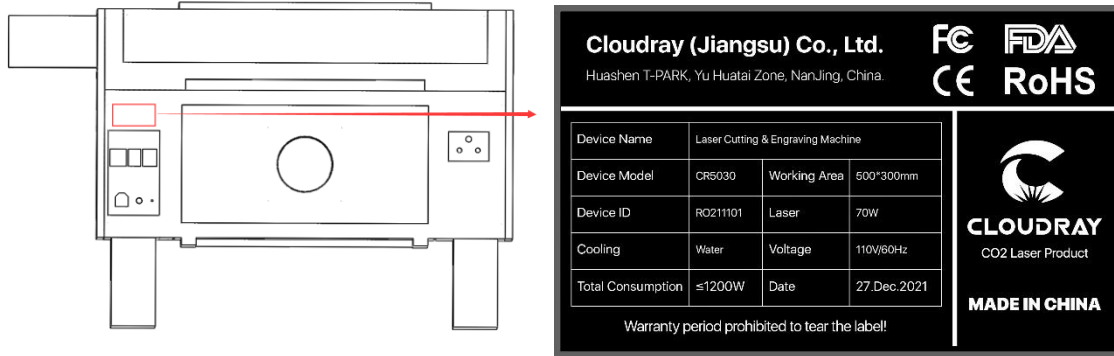 Cloudray (Jiangsu) Co., Ltd.
Huashen T-PARK, Yu Huatai Zone, NanJing, China.
FC FDA
CE RoHS
Device Name Laser Cutting & Engraving Machine
Device Model CR5030 Working Area 500*300mm
Device ID RO211101 Laser 70W
Cooling Water Voltage 110V/60Hz
Total Consumption ≤1200W Date 27.Dec.2021
Warranty period prohibited to tear the label!
CLOUDRAY
CO2 Laser Product
MADE IN CHINA